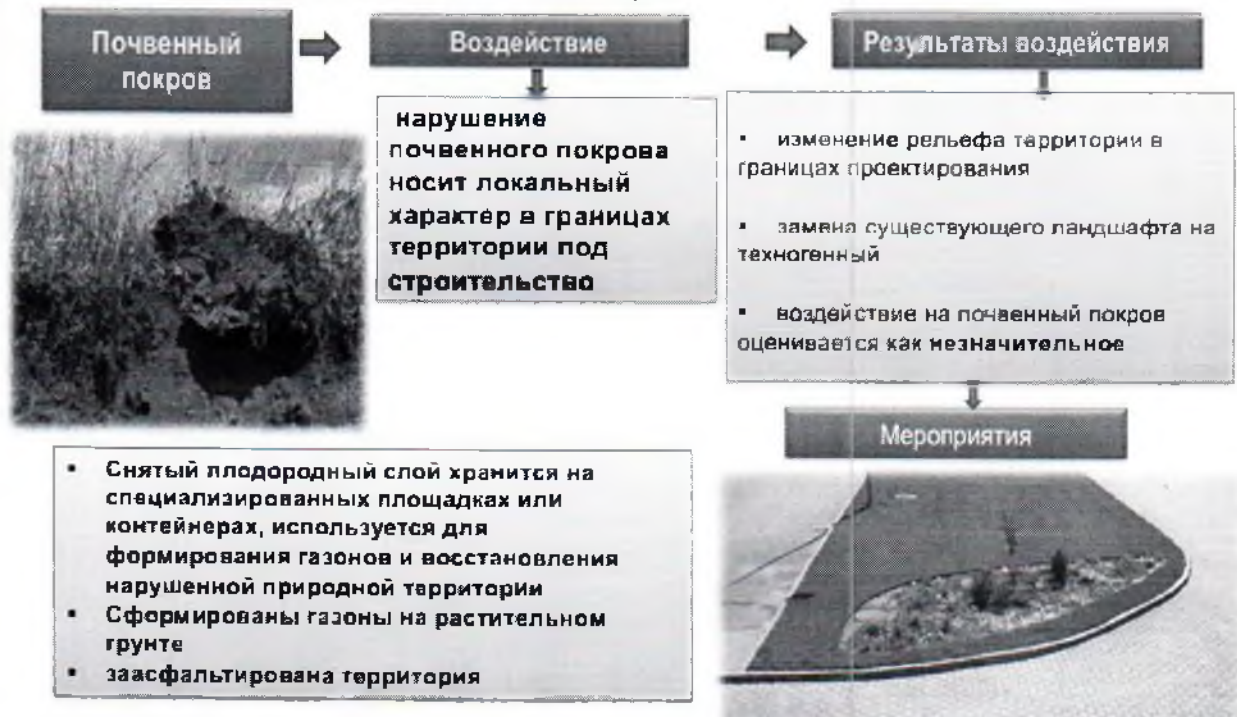 Почвенный
покров
Воздействие
Результаты воздействия
нарушение
почвенного покрова
носит локальный
характер в границах
территории под
строительство
▪ изменение рельефа территории в
границах проектирования
▪ замена существующего ландшафта на
техногенный
▪ воздействие на почвенный покров
оценивается как незначительное
Мероприятия
▪ Снятый плодородный слой хранится на
специализированных площадках или
контейнерах, используется для
формирования газонов и восстановления
нарушенной природной территории
▪ Сформированы газоны на растительном
грунте
▪ заасфальтирована территория